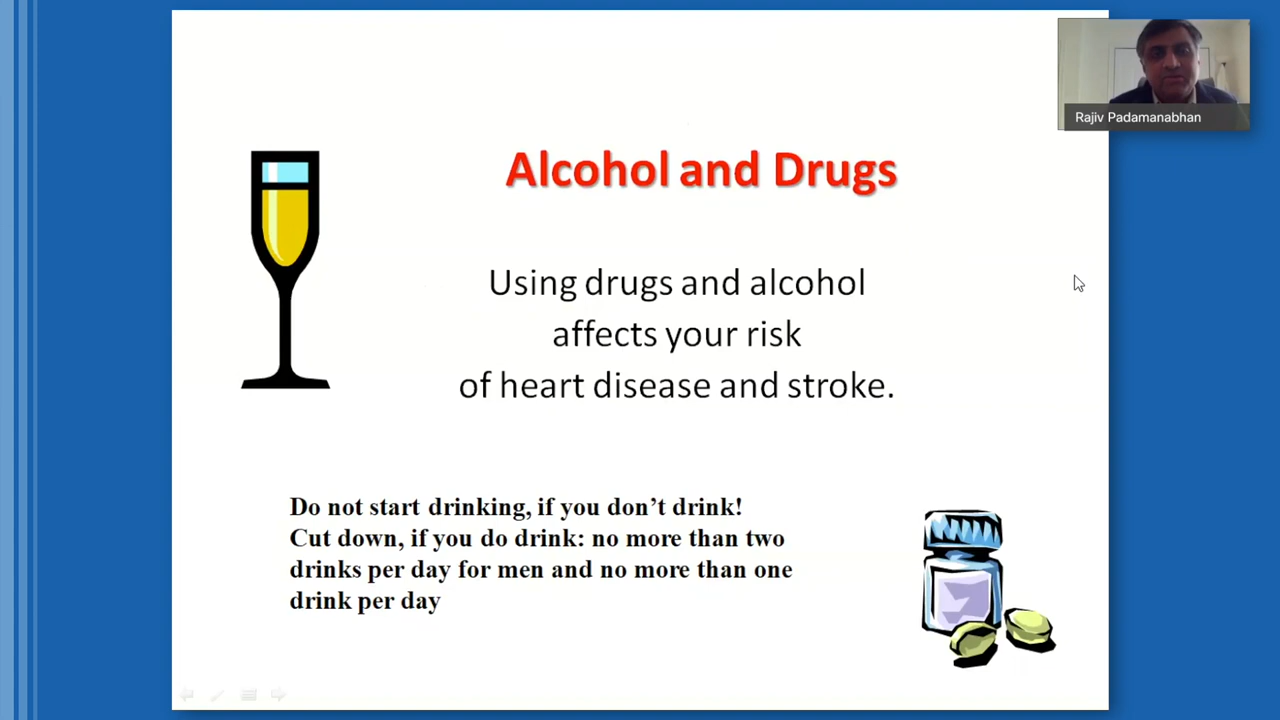 Rajiv Padamanabhan
Alcohol and Drugs
Using drugs and alcohol
affects your risk
of heart disease and stroke.
Do not start drinking, if you don’t drink!
Cut down, if you do drink: no more than two
drinks per day for men and no more than one
drink per day